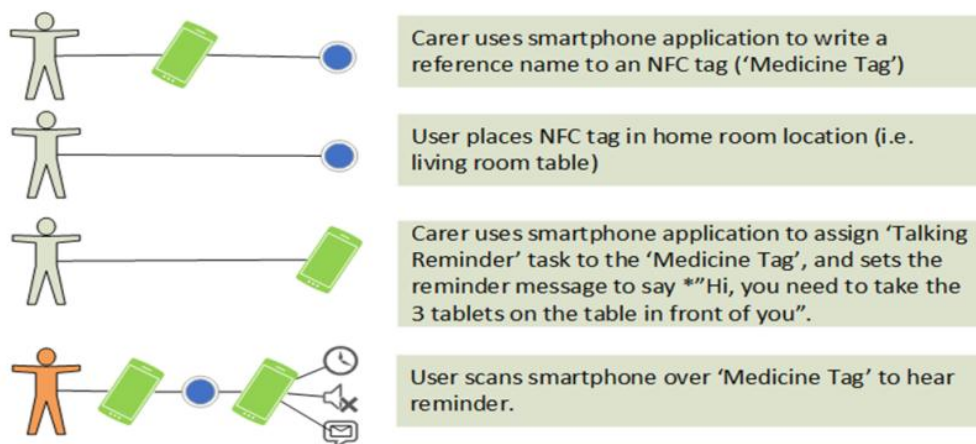 Carer uses smartphone application to write a
reference name to an NFC tag (‘Medicine Tag’)
User places NFC tag in home room location (i.e.
living room table)
Carer uses smartphone application to assign ‘Talking
Reminder’ task to the ‘Medicine Tag’, and sets the
reminder message to say *”Hi, you need to take the
3 tablets on the table in front of you”.
User scans smartphone over ‘Medicine Tag’ to hear
reminder.